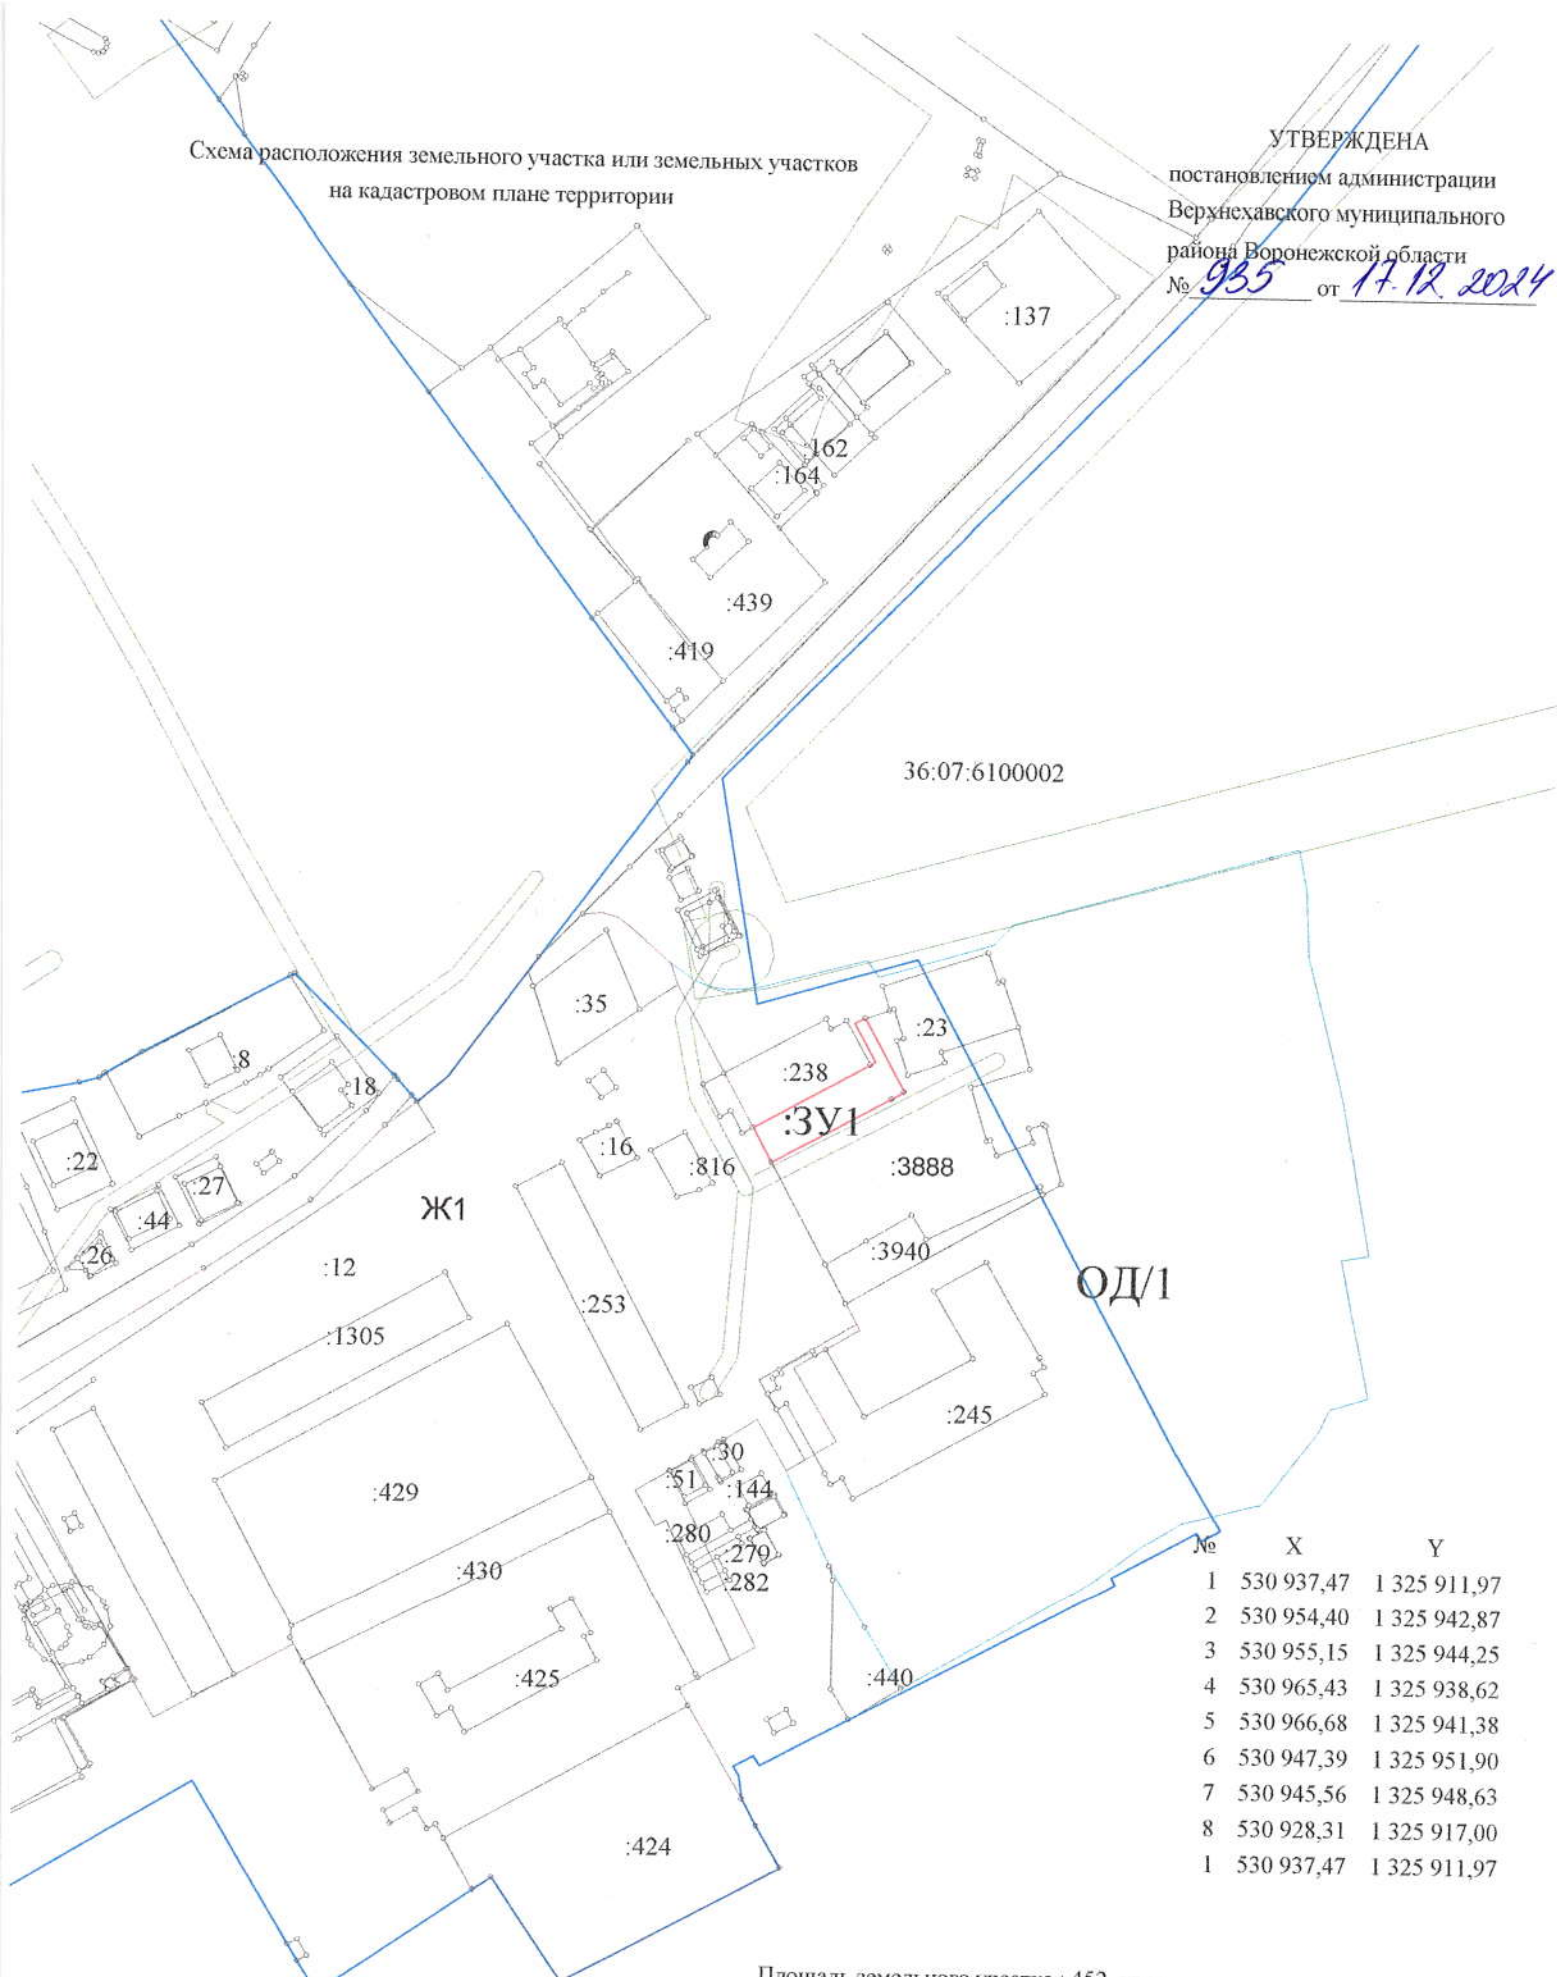 Схема расположения земельного участка или земельных участков
на кадастровом плане территории
УТВЕРЖДЕНА
постановлением администрации
Верхнехавского муниципального
района Воронежской области
№ 935 от 17.12.2024
:137
:162
:164
:439
:419
36:07:6100002
:35
:23
:8
:238
:18
:ЗУ1
:16
:22
:816
:3888
:27
Ж1
:44
:3940
:26
:12
ОД/1
:253
:1305
:245
:30
:51
:429
:144
:280
:279
:430
:282
:425
:440
:424
№ X Y
1 530 937,47 1 325 911,97
2 530 954,40 1 325 942,87
3 530 955,15 1 325 944,25
4 530 965,43 1 325 938,62
5 530 966,68 1 325 941,38
6 530 947,39 1 325 951,90
7 530 945,56 1 325 948,63
8 530 928,31 1 325 917,00
1 530 937,47 1 325 911,97
Площадь земельного участка : 452